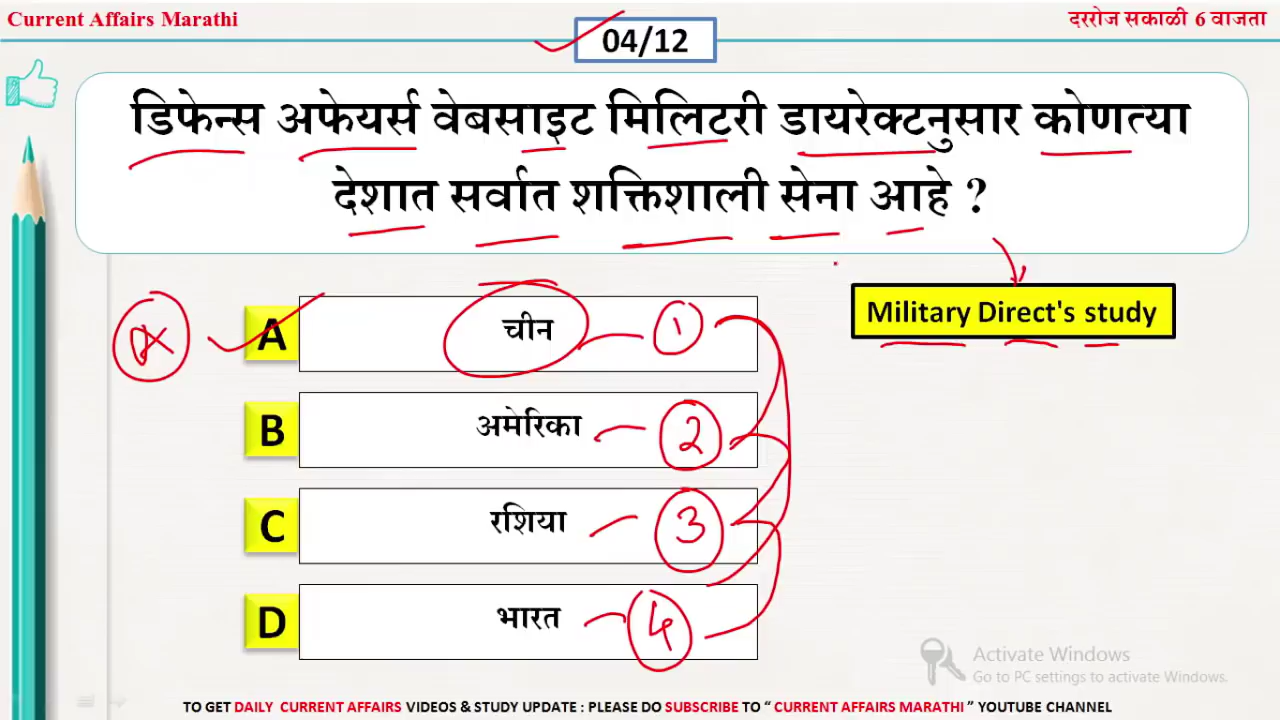 Current Affairs Marathi
दररोज सकाळी 6 वाजता
04/12
डिफेन्स अफेयर्स वेबसाइट मिलिटरी डायरेक्टनुसार कोणत्या
देशात सर्वात शक्तिशाली सेना आहे ?
Military Direct's study
A चीन 1
B अमेरिका 2
C रशिया 3
D भारत 4
Activate Windows
Go to PC settings to activate Windows.
TO GET DAILY CURRENT AFFAIRS VIDEOS & STUDY UPDATE : PLEASE DO SUBSCRIBE TO “ CURRENT AFFAIRS MARATHI ” YOUTUBE CHANNEL